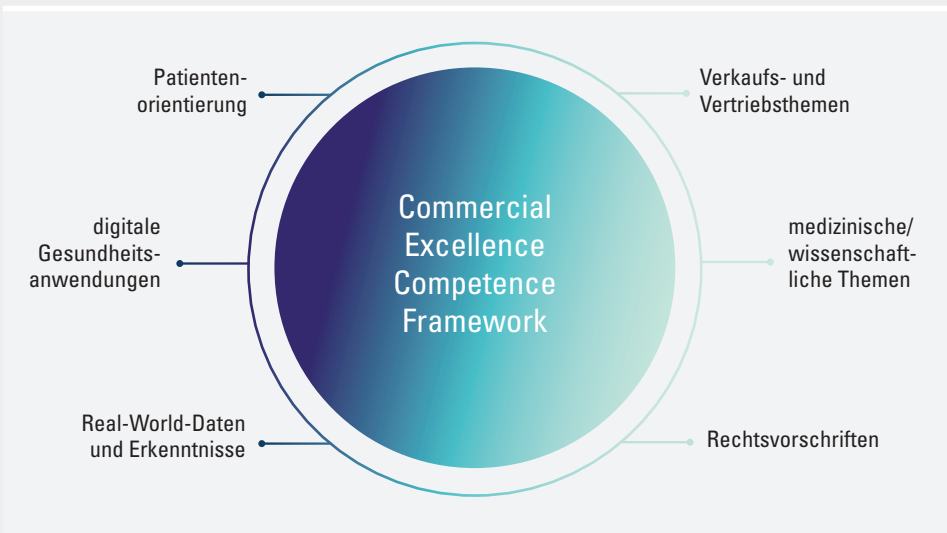 Patienten-
orientierung
digitale
Gesundheits-
anwendungen
Real-World-Daten
und Erkenntnisse
Commercial
Excellence
Competence
Framework
Verkaufs- und
Vertriebsthemen
medizinische/
wissenschaft-
liche Themen
Rechtsvorschriften